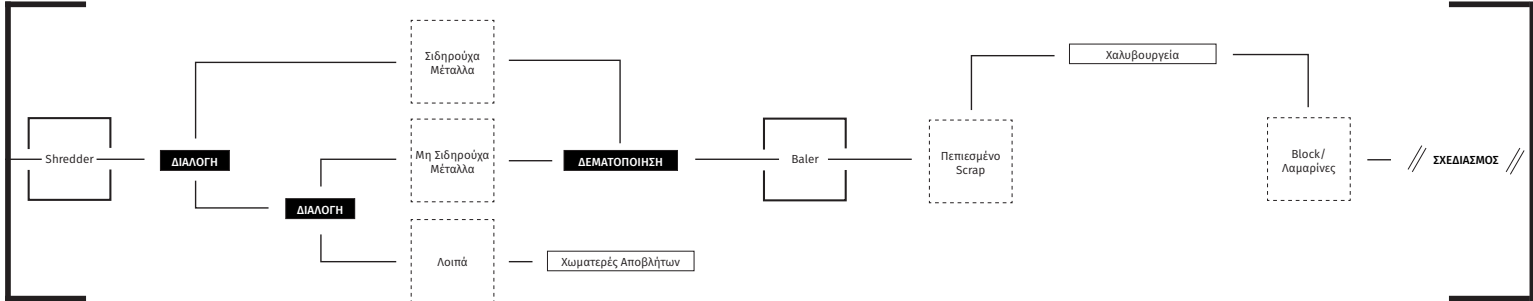 Shredder
ΔΙΑΛΟΓΗ
ΔΙΑΛΟΓΗ
Σιδηρούχα
Μέταλλα
Μη Σιδηρούχα
Μέταλλα
Λοιπά
Χωματερές Αποβλήτων
ΔΕΜΑΤΟΠΟΙΗΣΗ
Baler
Πεπιεσμένο
Scrap
Χαλυβουργεία
Block/
Λαμαρίνες
ΣΧΕΔΙΑΣΜΟΣ